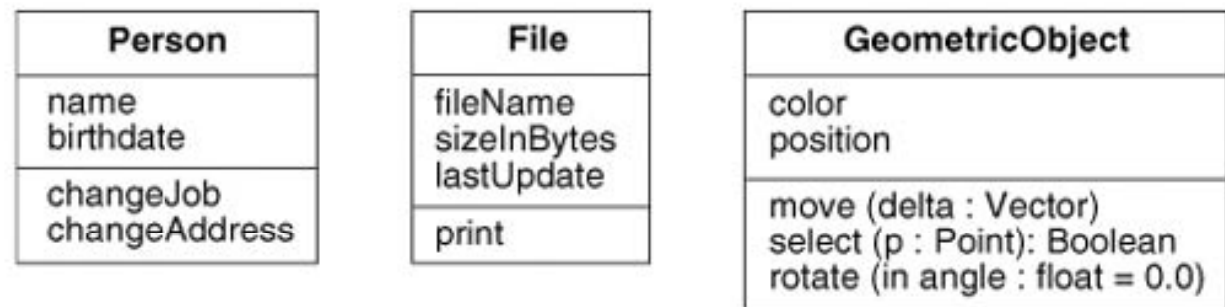 Person
name
birthdate
changeJob
changeAddress
File
fileName
sizeInBytes
lastUpdate
print
GeometricObject
color
position
move (delta : Vector)
select (p : Point): Boolean
rotate (in angle : float = 0.0)